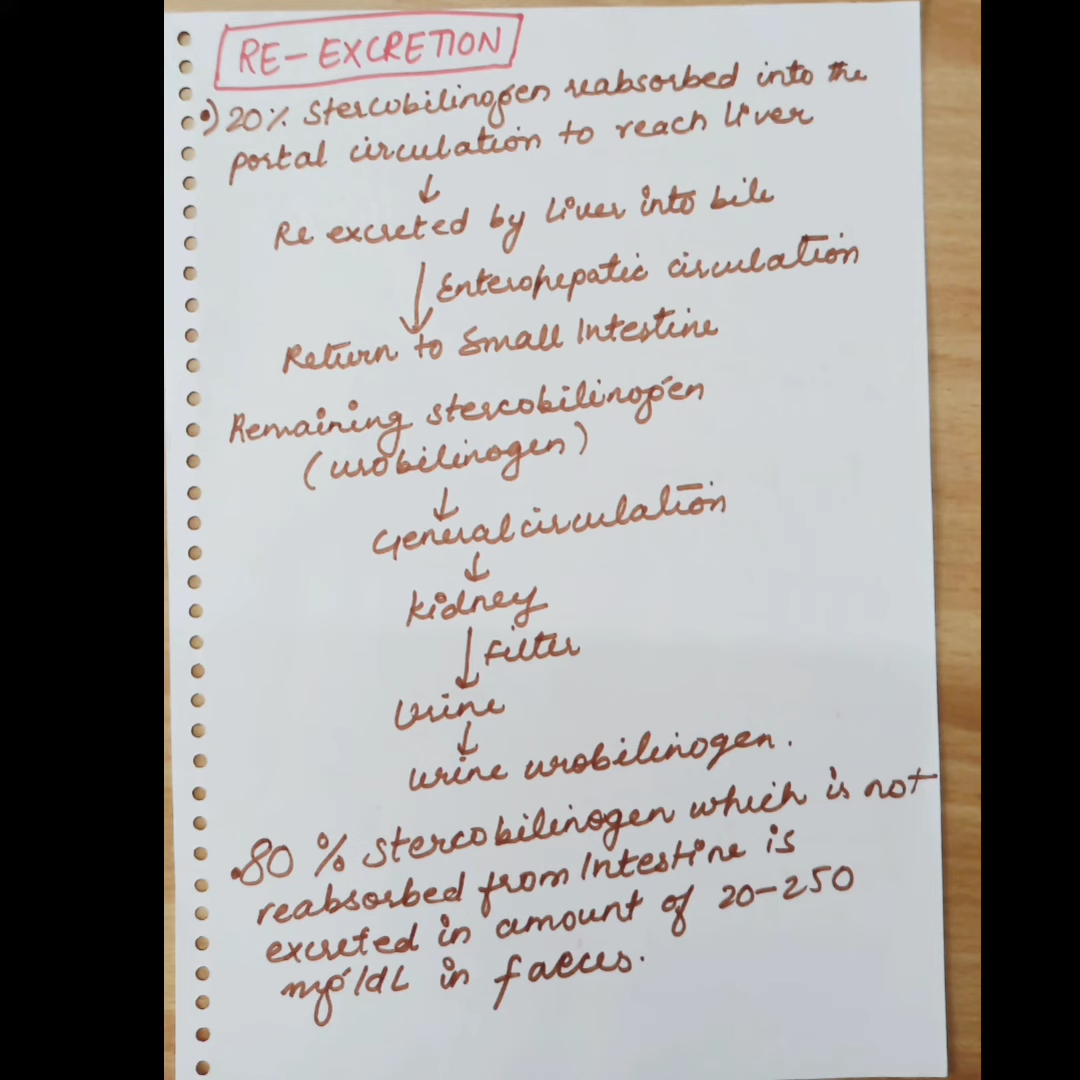 RE-EXCRETION
•) 20% Stercobilinogen reabsorbed into the
portal circulation to reach liver
↓
Re excreted by liver into bile
↓ Enterohepatic circulation
Return to Small Intestine
Remaining stercobilinogen
(urobilinogen)
↓
General circulation
↓
kidney
↓ Filter
Urine
↓
urine urobilinogen.
•80 % stercobilinogen which is not
reabsorbed from Intestine is
excreted in amount of 20-250
mg/dL in faeces.